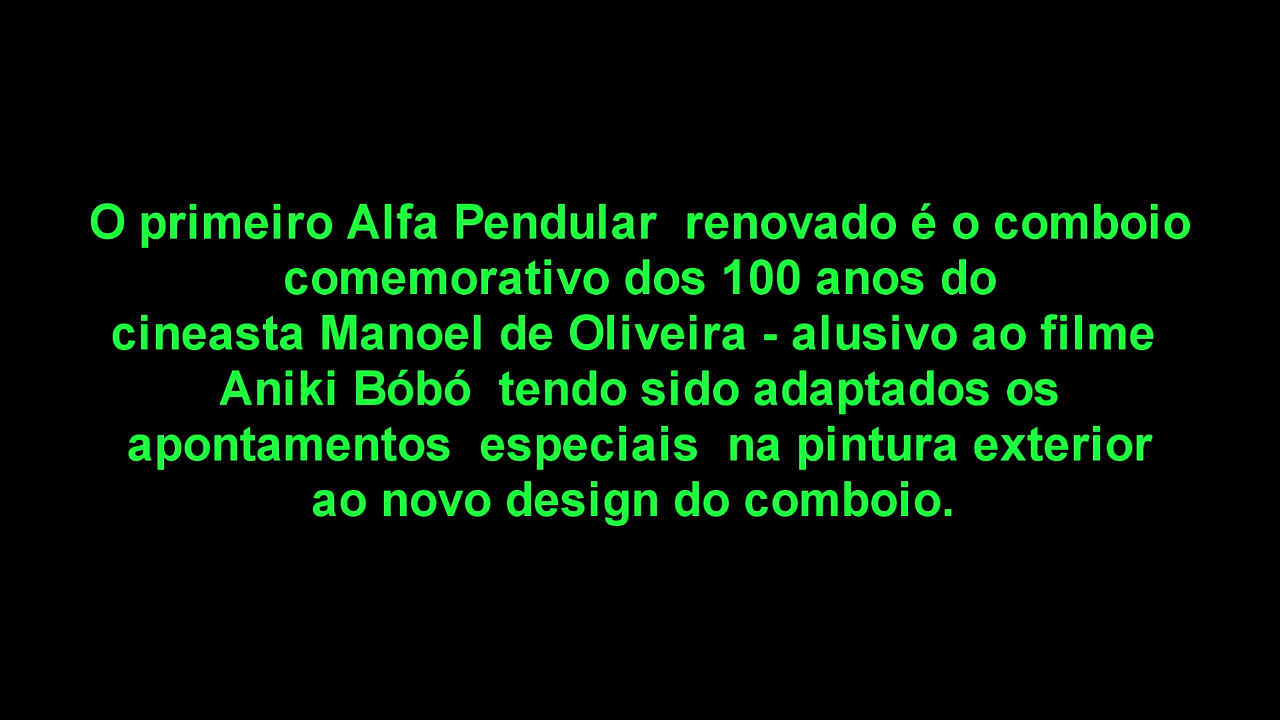 O primeiro Alfa Pendular  renovado é o comboio
comemorativo dos 100 anos do
cineasta Manoel de Oliveira - alusivo ao filme
Aniki Bóbó  tendo sido adaptados os
apontamentos  especiais  na pintura exterior
ao novo design do comboio.